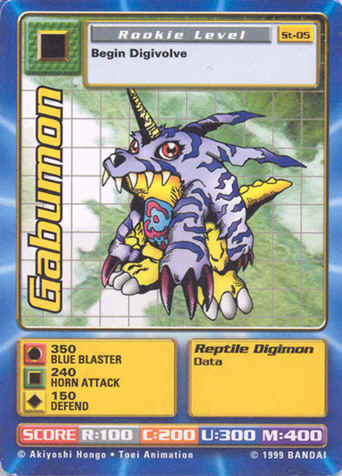 Rookie Level
St-05
Begin Digivolve
Gabumon
350
BLUE BLASTER
240
HORN ATTACK
150
DEFEND
Reptile Digimon
Data
SCORE R:100 C:200 U:300 M:400
© Akiyoshi Hongo • Toei Animation © 1999 BANDAI